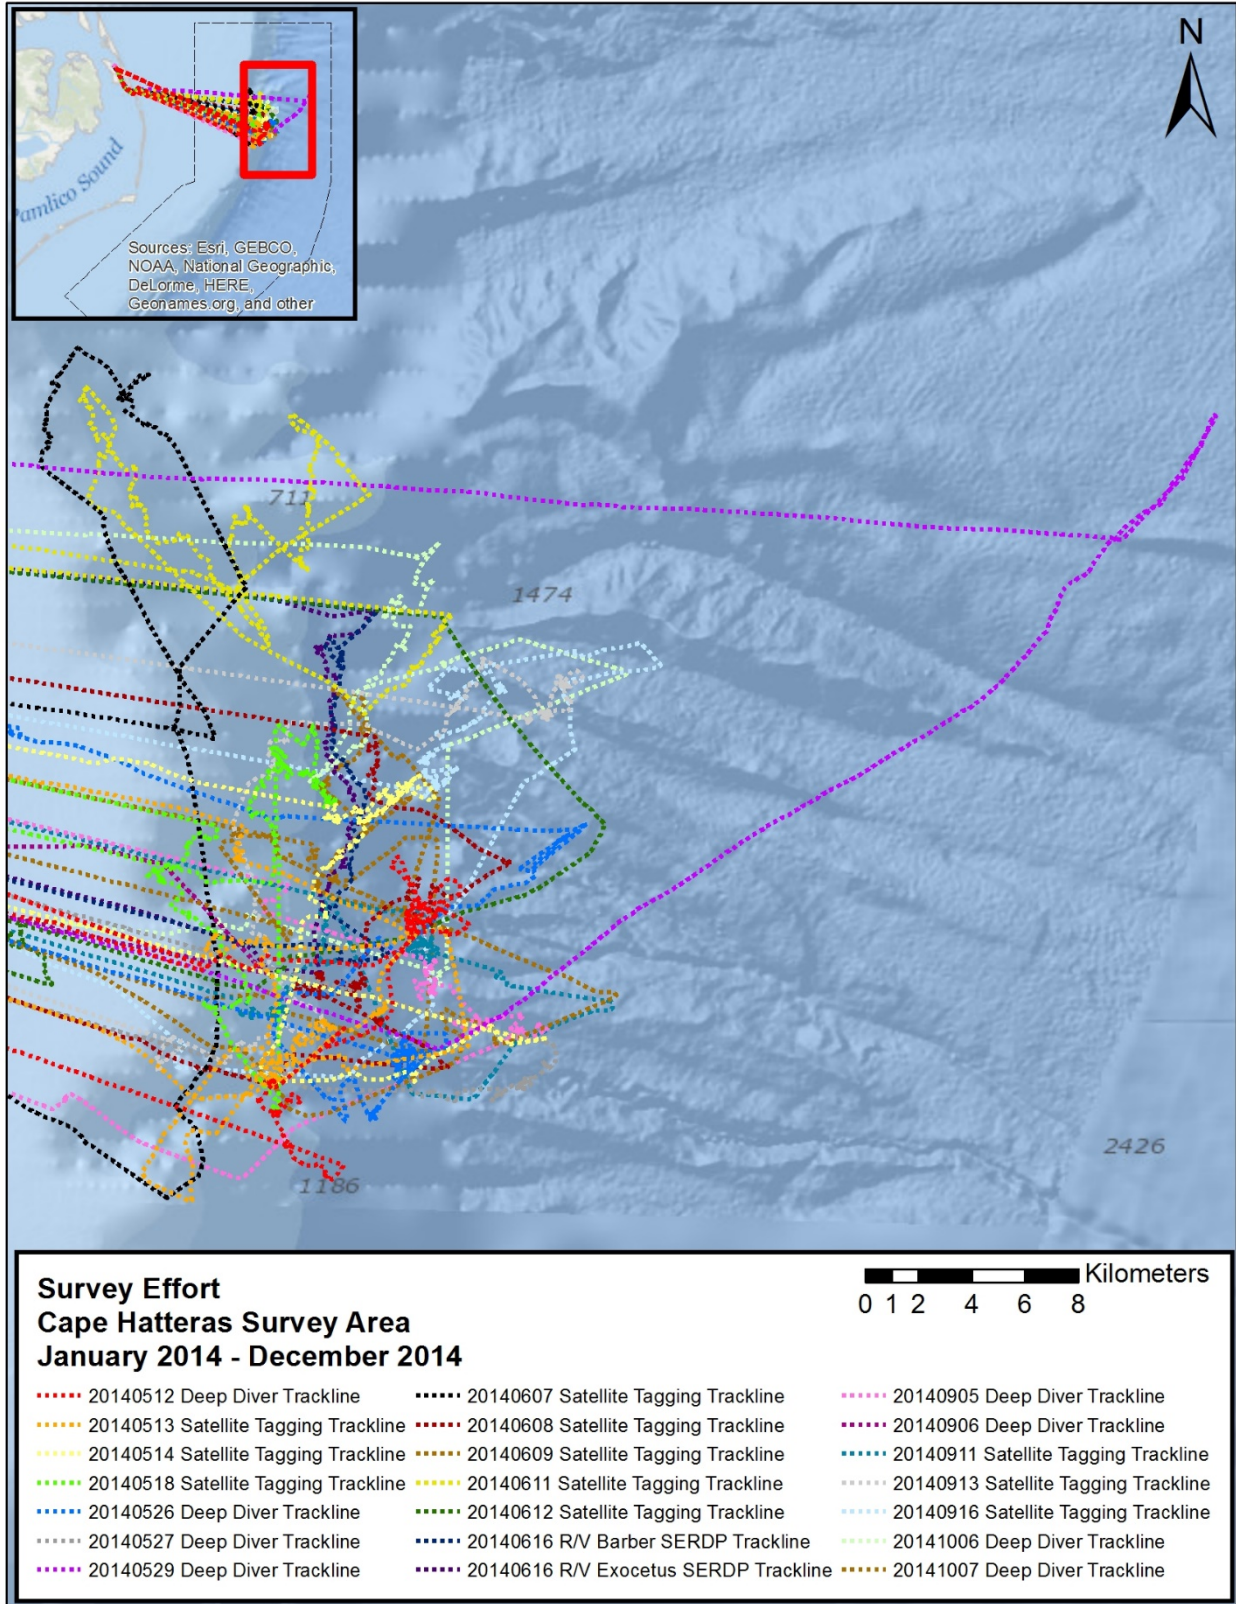 N
Pamlico Sound
Sources: Esri, GEBCO,
NOAA, National Geographic,
DeLorme, HERE,
Geonames.org, and other
711
1474
2426
1186
Survey Effort
Cape Hatteras Survey Area
January 2014 - December 2014
Kilometers
0 1 2 4 6 8
20140512 Deep Diver Trackline
20140513 Satellite Tagging Trackline
20140514 Satellite Tagging Trackline
20140518 Satellite Tagging Trackline
20140526 Deep Diver Trackline
20140527 Deep Diver Trackline
20140529 Deep Diver Trackline
20140607 Satellite Tagging Trackline
20140608 Satellite Tagging Trackline
20140609 Satellite Tagging Trackline
20140611 Satellite Tagging Trackline
20140612 Satellite Tagging Trackline
20140616 R/V Barber SERDP Trackline
20140616 R/V Exocetus SERDP Trackline
20140905 Deep Diver Trackline
20140906 Deep Diver Trackline
20140911 Satellite Tagging Trackline
20140913 Satellite Tagging Trackline
20140916 Satellite Tagging Trackline
20141006 Deep Diver Trackline
20141007 Deep Diver Trackline